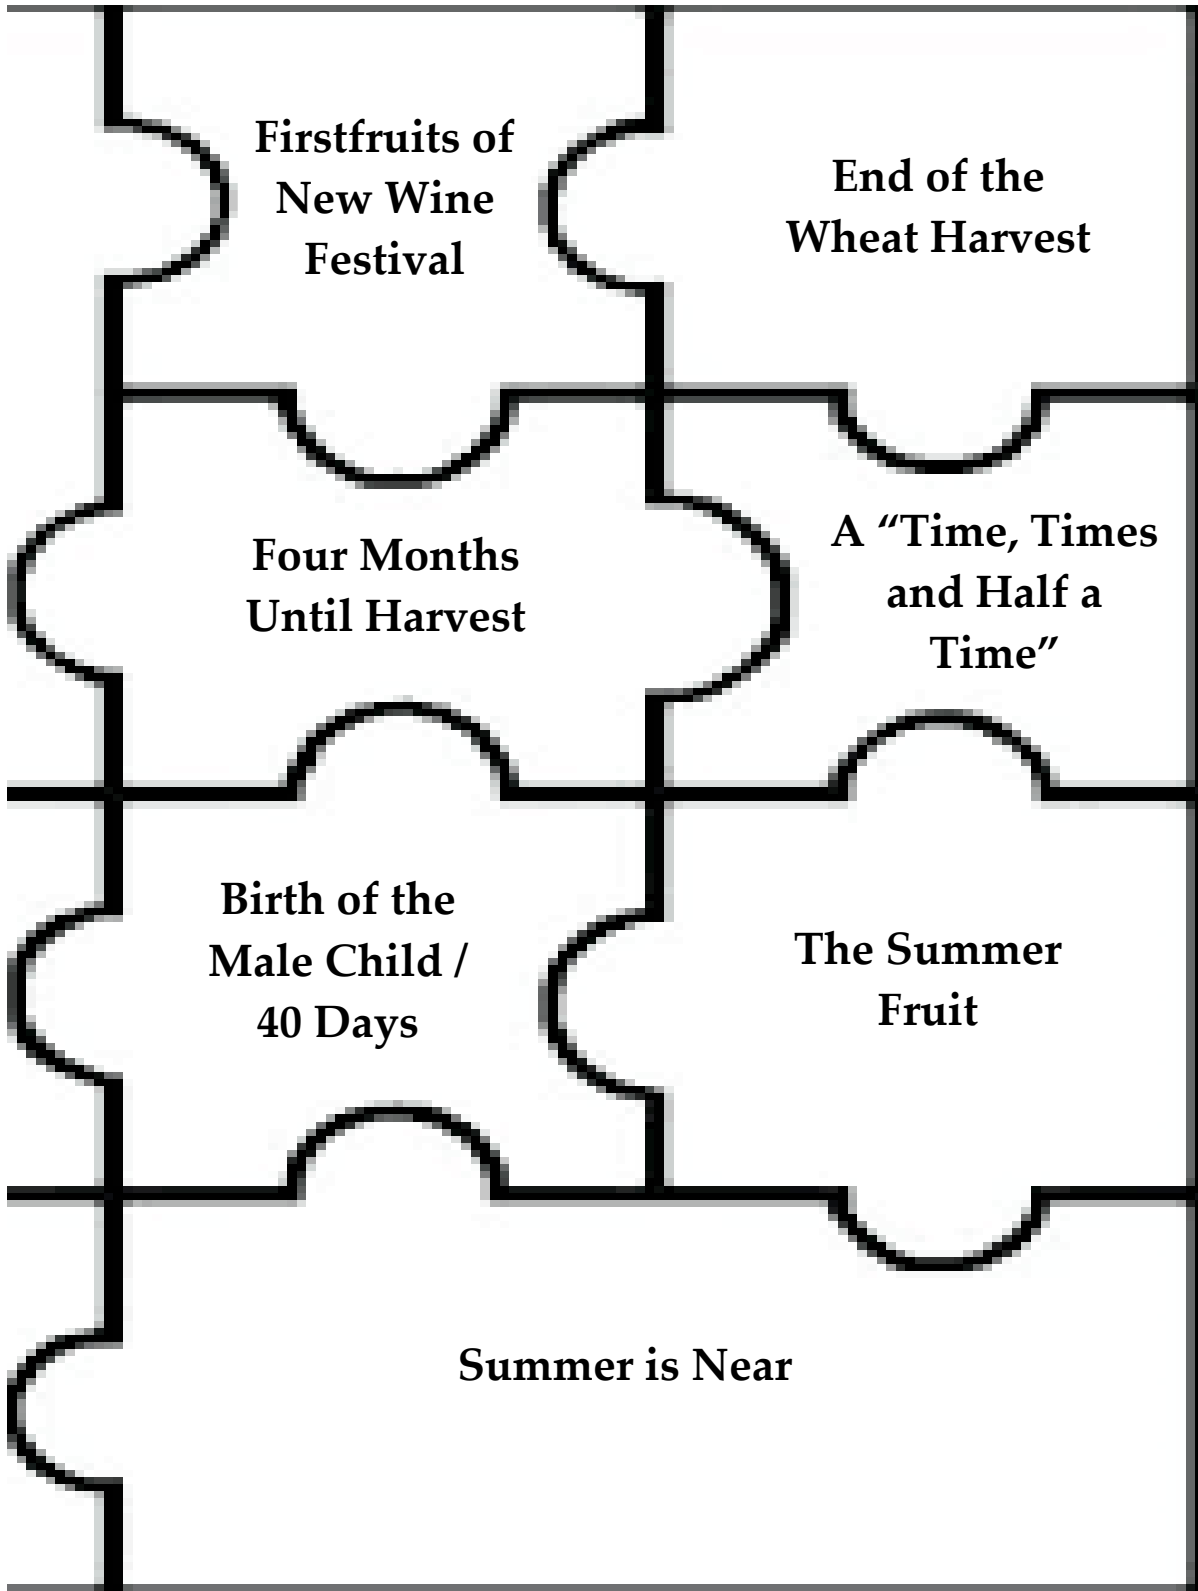 Firstfruits of
New Wine
Festival
End of the
Wheat Harvest
Four Months
Until Harvest
A “Time, Times
and Half a
Time”
Birth of the
Male Child /
40 Days
The Summer
Fruit
Summer is Near